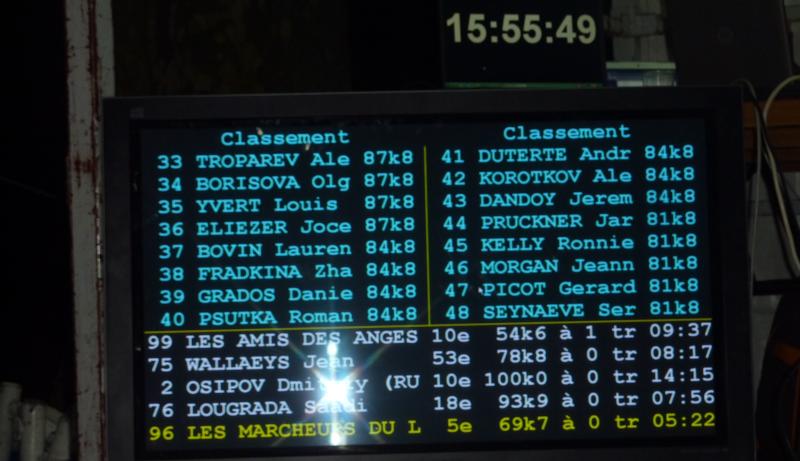 15:55:49
Classement
33 TROPAREV Ale 87k8
34 BORISOVA Olg 87k8
35 YVERT Louis 87k8
36 ELIEZER Joce 87k8
37 BOVIN Lauren 84k8
38 FRADKINA Zha 84k8
39 GRADOS Danie 84k8
40 PSUTKA Roman 84k8
Classement
41 DUTERTE Andr 84k8
42 KOROTKOV Ale 84k8
43 DANDOY Jerem 84k8
44 PRUCKNER Jar 81k8
45 KELLY Ronnie 81k8
46 MORGAN Jeann 81k8
47 PICOT Gerard 81k8
48 SEYNAEVE Ser 81k8
99 LES AMIS DES ANGES 10e 54k6 à 1 tr 09:37
75 WALLAEYS Jean 53e 78k8 à 0 tr 08:17
2 OSIPOV (RU 10e 100k0 à 0 tr 14:15
76 LOUGRADA Saadi 18e 93k9 à 0 tr 07:56
96 LES MARCHEURS DU L 5e 69k7 à 0 tr 05:22